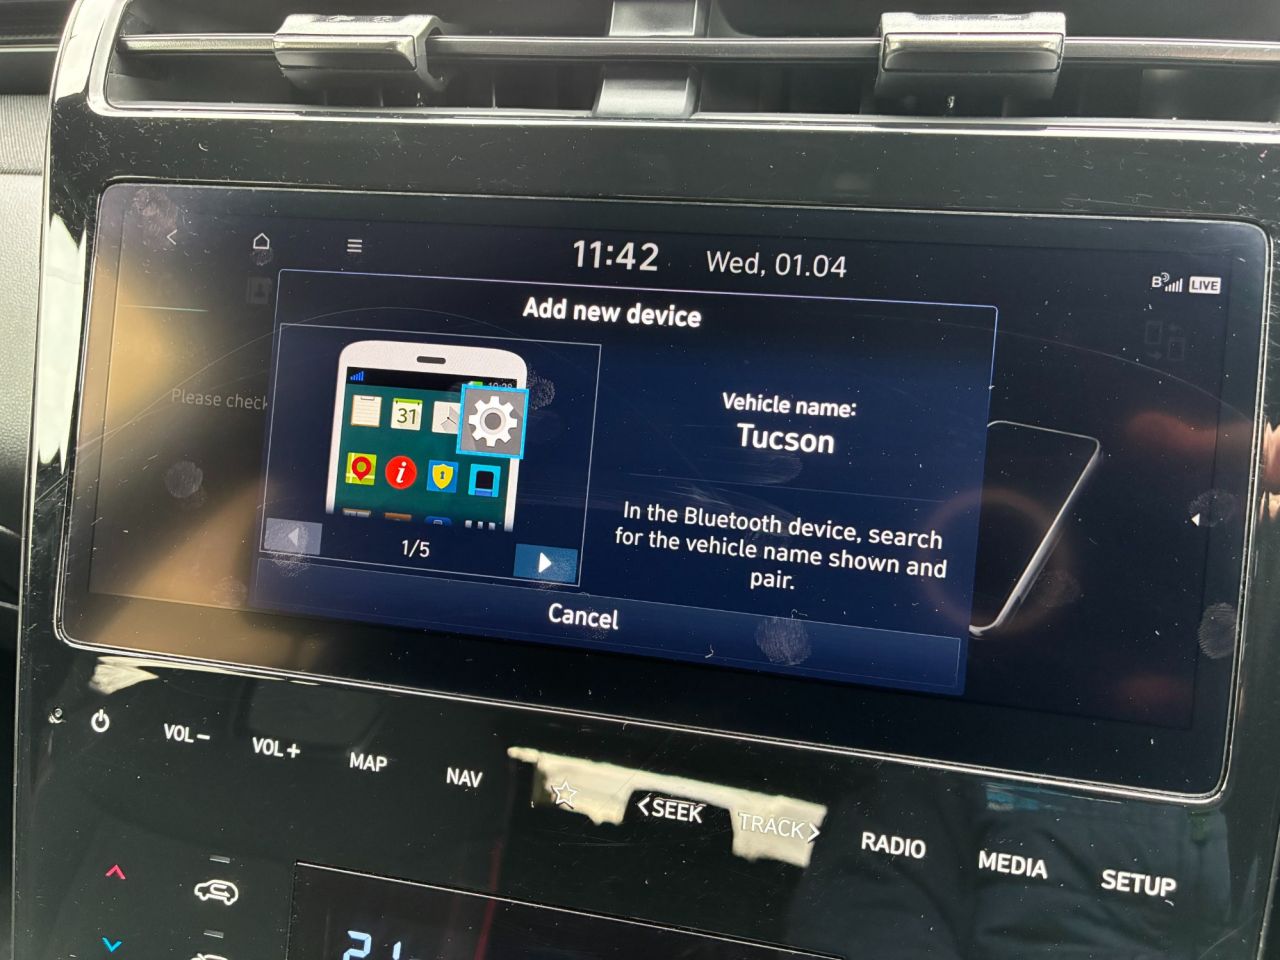 11:42 Wed, 01.04
B LIVE
Add new device
10:28
31
i
Please check
Vehicle name:
Tucson
In the Bluetooth device, search
for the vehicle name shown and
pair.
1/5
Cancel
VOL− VOL+ MAP NAV <SEEK TRACK> RADIO MEDIA SETUP